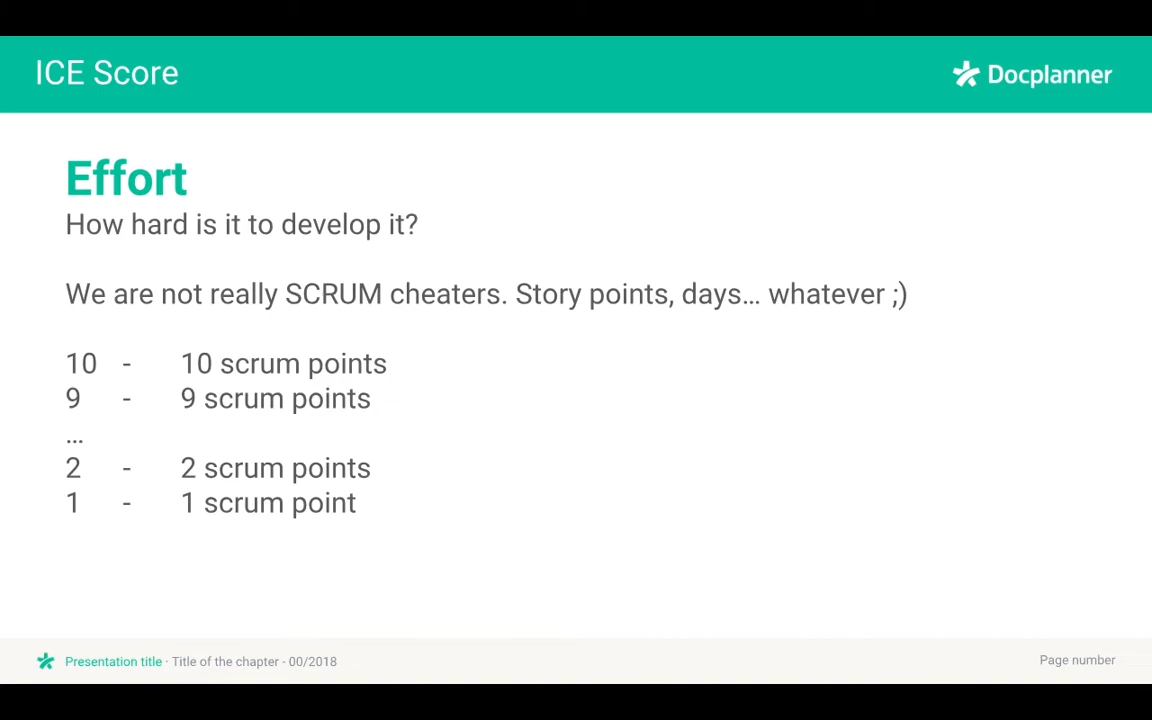 ICE Score
Docplanner
Effort
How hard is it to develop it?
We are not really SCRUM cheaters. Story points, days… whatever ;)
10 - 10 scrum points
9 - 9 scrum points
…
2 - 2 scrum points
1 - 1 scrum point
Presentation title · Title of the chapter - 00/2018
Page number